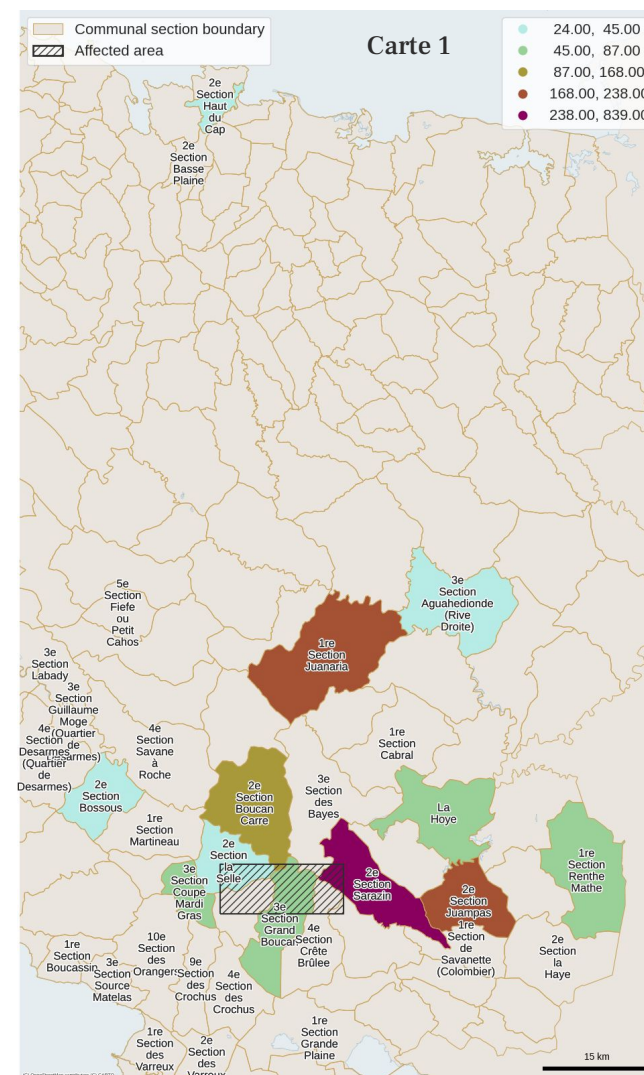 Communal section boundary
Affected area
Carte 1
24.00, 45.00
45.00, 87.00
87.00, 168.00
168.00, 238.00
238.00, 839.00
2e
Section
Haut
du
Cap
2e
Section
Basse
Plaine
3e
Section
Aguahedionde
(Rive
Droite)
5e
Section
Fiefe
ou
Petit
Cahos
1re
Section
Juanaria
3e
Section
Labady
3e
Section
Guillaume
Moge
(Quartier
de
Desarmes)
4e
Section
Desarmes
(Quartier
de
Desarmes)
4e
Section
Savane
à
Roche
1re
Section
Cabral
2e
Section
Bossous
2e
Section
Boucan
Carre
3e
Section
des
Bayes
La
Hoye
1re
Section
Martineau
2e
Section
la
Selle
1re
Section
Renthe
Mathe
3e
Section
Coupe
Mardi
Gras
2e
Section
Sarazin
2e
Section
Juampas
3e
Section
Grand
Boucan
4e
Section
Crête
Brûlee
1re
Section
de
Savanette
(Colombier)
2e
Section
la
Haye
1re
Section
Boucassin
3e
Section
Source
Matelas
10e
Section
des
Orangers
9e
Section
des
Crochus
4e
Section
des
Crochus
1re
Section
Grande
Plaine
1re
Section
des
Varreux
2e
Section
des
Varreux
15 km